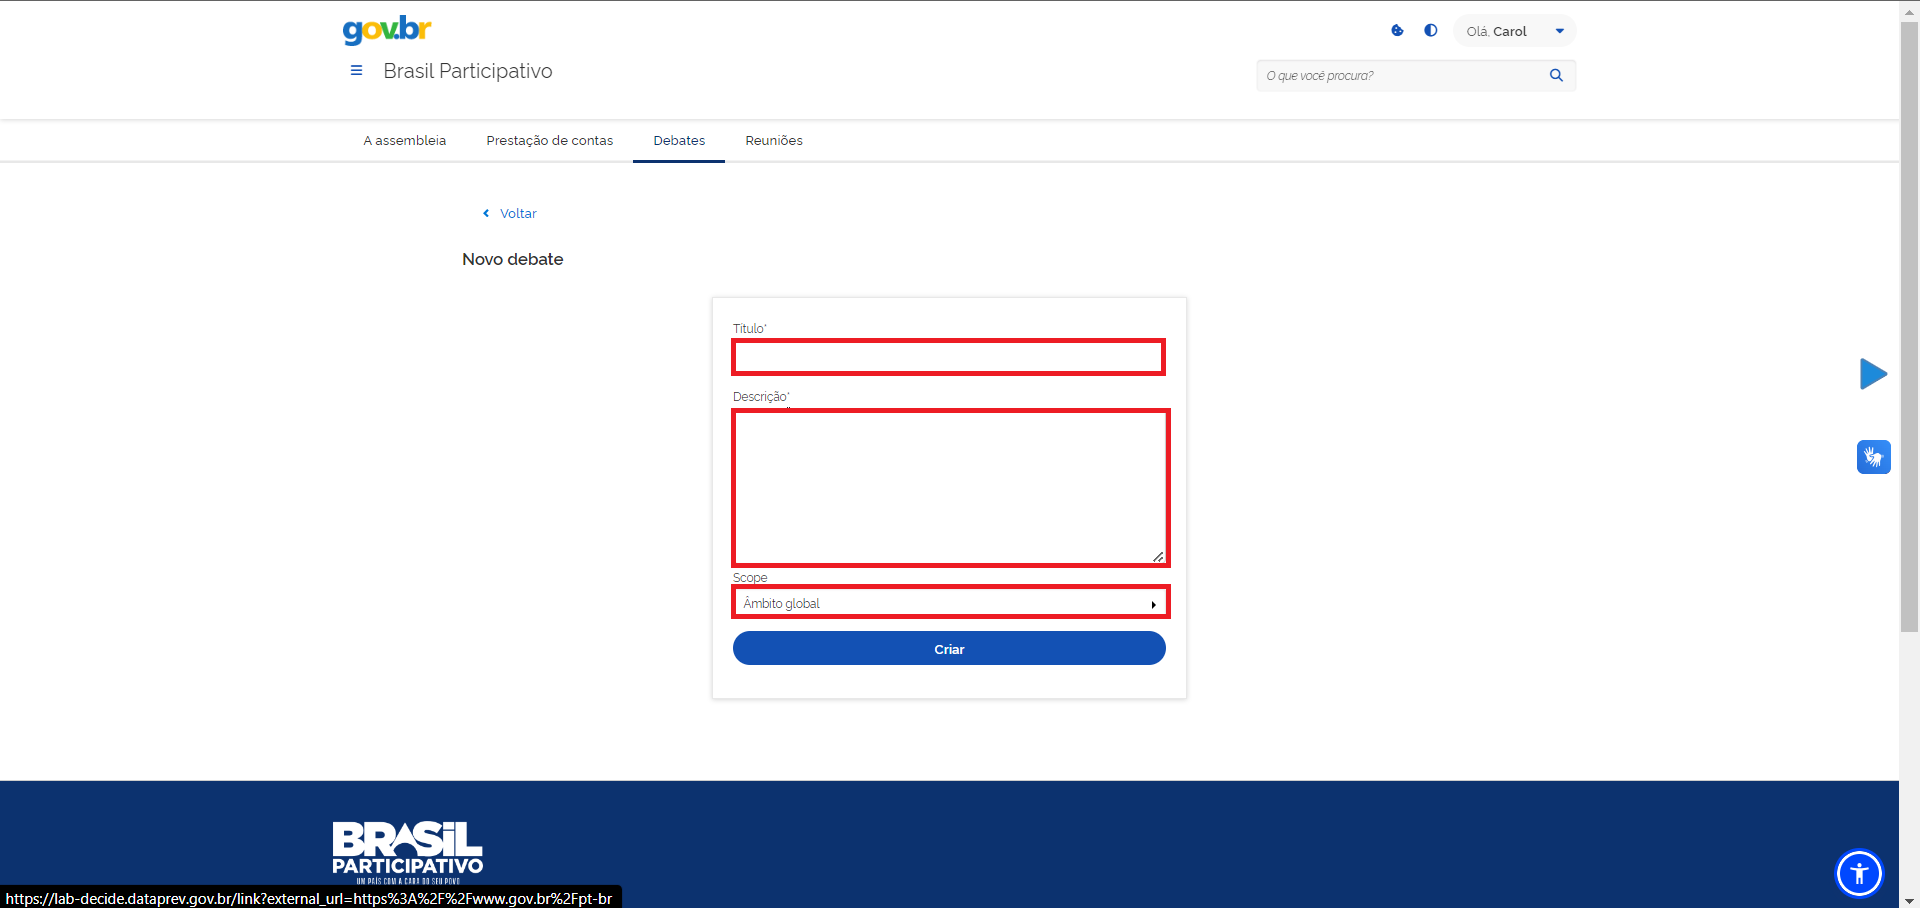 gov.br
Olá, Carol
Brasil Participativo
O que você procura?
A assembleia
Prestação de contas
Debates
Reuniões
Voltar
Novo debate
Título*
Descrição*
Scope
Âmbito global
Criar
BRASIL
PARTICIPATIVO
UM PAÍS COM A CARA DO SEU POVO
https://lab-decide.dataprev.gov.br/link?external_url=https%3A%2F%2Fwww.gov.br%2Fpt-br